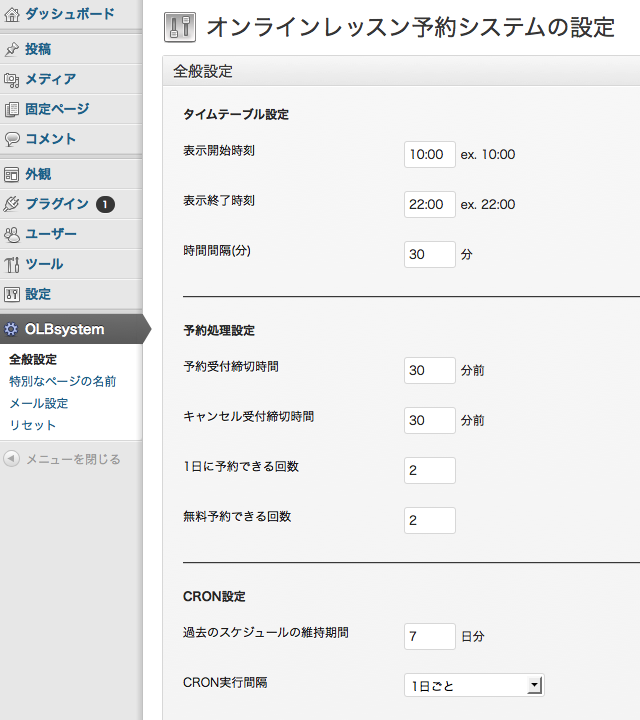 ダッシュボード
投稿
メディア
固定ページ
コメント
外観
プラグイン 1
ユーザー
ツール
設定
OLBsystem
全般設定
特別なページの名前
メール設定
リセット
メニューを閉じる
オンラインレッスン予約システムの設定
全般設定
タイムテーブル設定
表示開始時刻 10:00 ex. 10:00
表示終了時刻 22:00 ex. 22:00
時間間隔(分) 30 分
予約処理設定
予約受付締切時間 30 分前
キャンセル受付締切時間 30 分前
1日に予約できる回数 2
無料予約できる回数 2
CRON設定
過去のスケジュールの維持期間 7 日分
CRON実行間隔 1日ごと